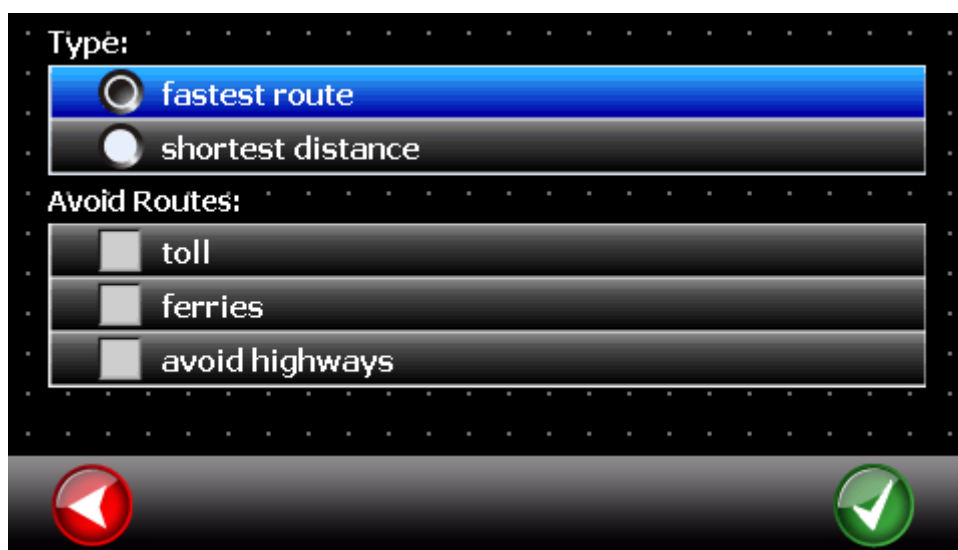 Type:
fastest route
shortest distance
Avoid Routes:
toll
ferries
avoid highways